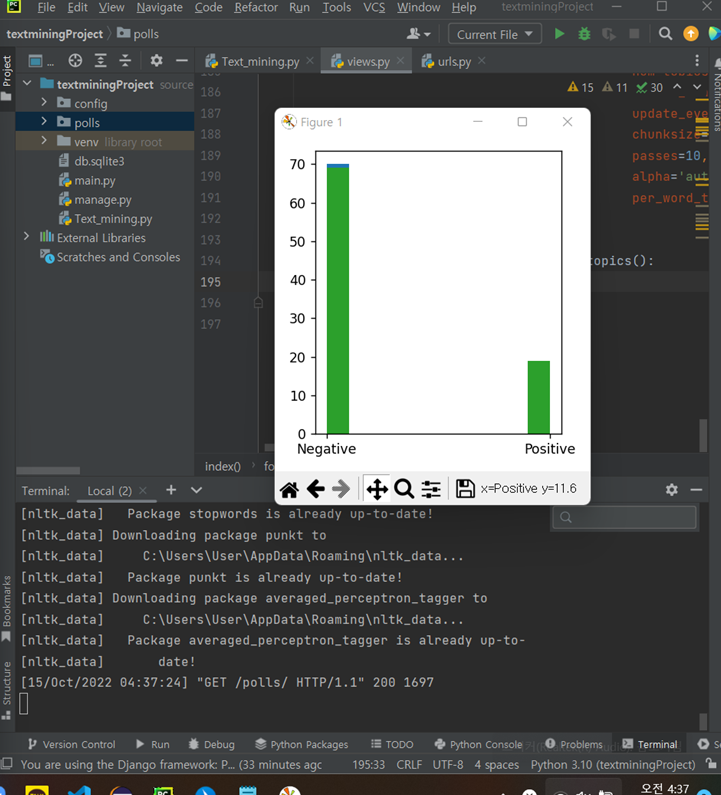 File Edit View Navigate Code Refactor Run Tools VCS Window Help textminingProject
textminingProject polls Current File
Project
... Text_mining.py views.py urls.py
Notifications
textminingProject source
config
polls
venv library root
db.sqlite3
main.py
manage.py
Text_mining.py
External Libraries
Scratches and Consoles
15 11 30
186
187 update_eve
188 chunksize=
189 passes=10,
190 alpha='aut
191 per_word_t
192
193
194 topics():
195
196
197
Figure 1
70
60
50
40
30
20
10
0
Negative Positive
x=Positive y=11.6
index() fo
Terminal: Local (2)
[nltk_data] Package stopwords is already up-to-date!
[nltk_data] Downloading package punkt to
[nltk_data] C:\Users\User\AppData\Roaming\nltk_data...
[nltk_data] Package punkt is already up-to-date!
[nltk_data] Downloading package averaged_perceptron_tagger to
[nltk_data] C:\Users\User\AppData\Roaming\nltk_data...
[nltk_data] Package averaged_perceptron_tagger is already up-to-
[nltk_data] date!
[15/Oct/2022 04:37:24] "GET /polls/ HTTP/1.1" 200 1697
Bookmarks
Structure
Version Control Run Debug Python Packages TODO Python Console Problems Terminal
You are using the Django framework: P... (33 minutes agc 195:33 CRLF UTF-8 4 spaces Python 3.10 (textminingProject)
오전 4:37